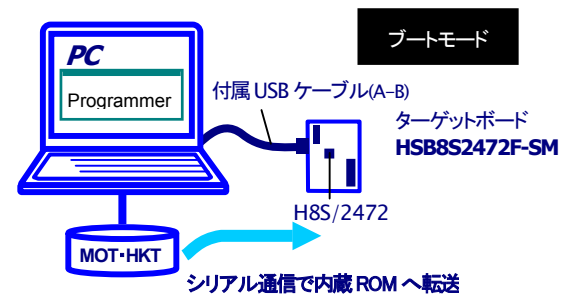 ブートモード
PC
Programmer
付属 USB ケーブル(A–B)
ターゲットボード
HSB8S2472F-SM
H8S/2472
MOT･HKT
シリアル通信で内蔵 ROM へ転送